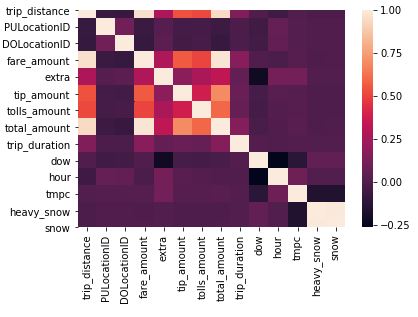 trip_distance
PULocationID
DOLocationID
fare_amount
extra
tip_amount
tolls_amount
total_amount
trip_duration
dow
hour
tmpc
heavy_snow
snow
1.00
0.75
0.50
0.25
0.00
−0.25
trip_distance
PULocationID
DOLocationID
fare_amount
extra
tip_amount
tolls_amount
total_amount
trip_duration
dow
hour
tmpc
heavy_snow
snow